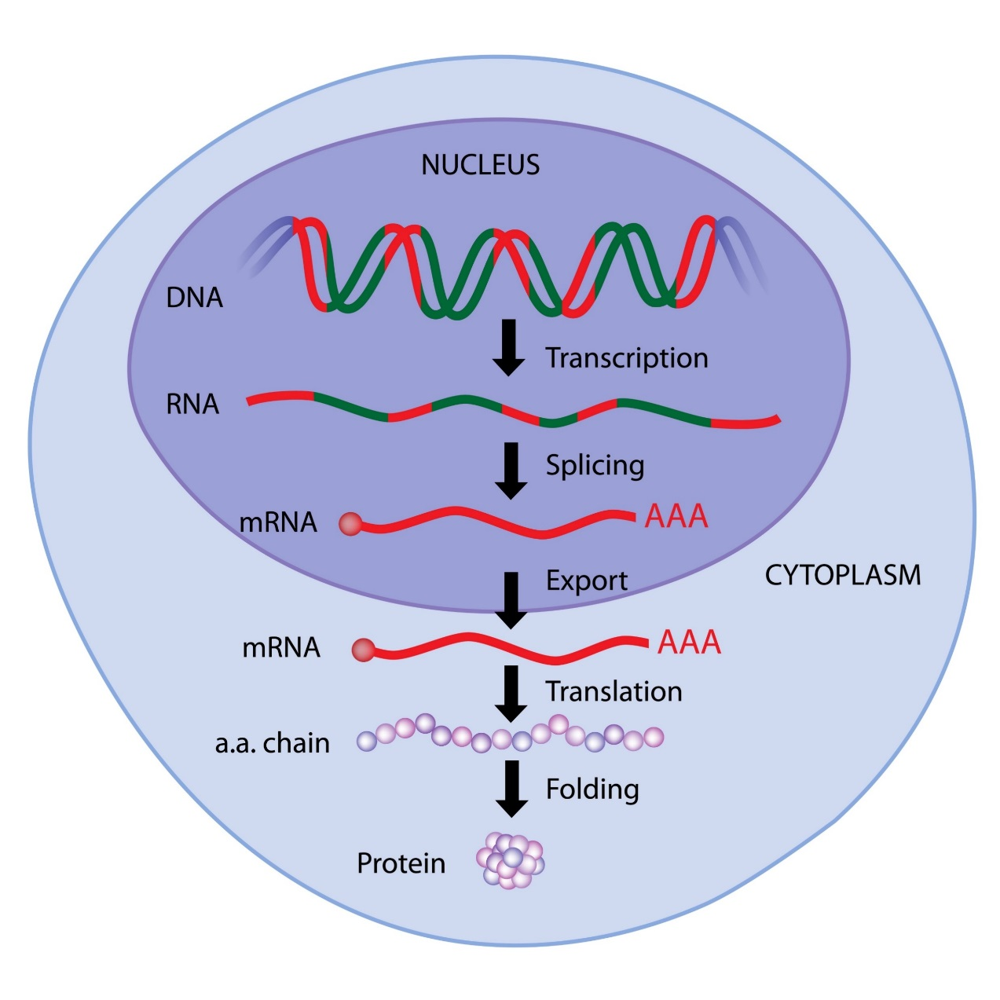 NUCLEUS
DNA
Transcription
RNA
Splicing
mRNA
AAA
Export
CYTOPLASM
mRNA
AAA
Translation
a.a. chain
Folding
Protein